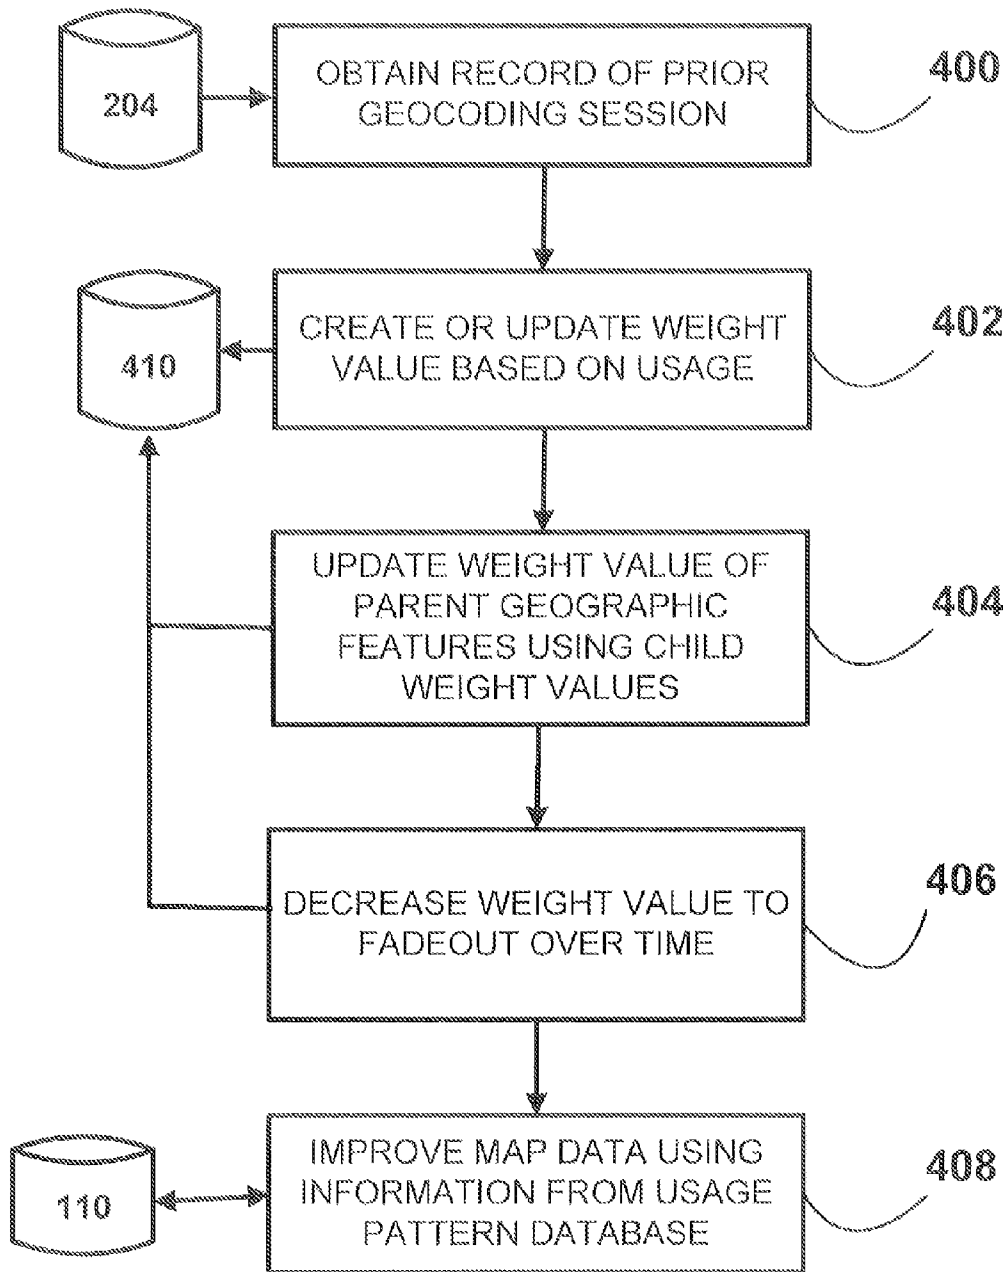 204
OBTAIN RECORD OF PRIOR
GEOCODING SESSION
400
410
CREATE OR UPDATE WEIGHT
VALUE BASED ON USAGE
402
UPDATE WEIGHT VALUE OF
PARENT GEOGRAPHIC
FEATURES USING CHILD
WEIGHT VALUES
404
DECREASE WEIGHT VALUE TO
FADEOUT OVER TIME
406
110
IMPROVE MAP DATA USING
INFORMATION FROM USAGE
PATTERN DATABASE
408